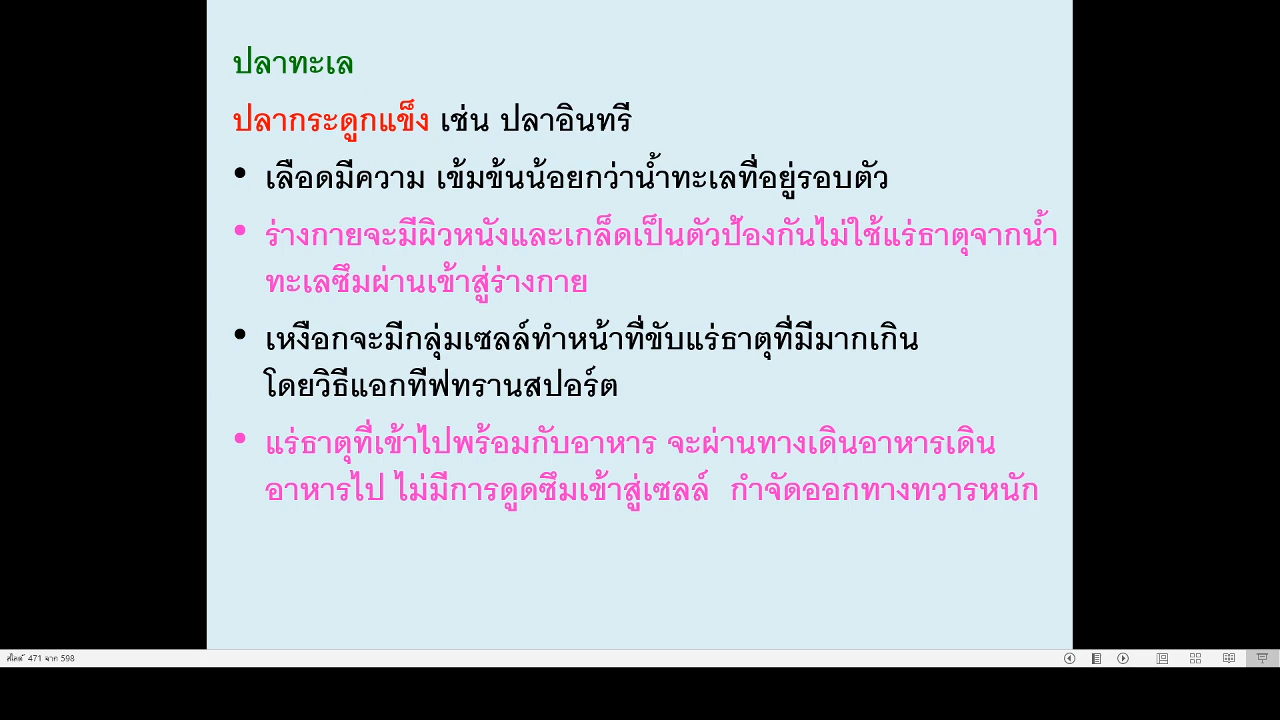 ปลาทะเล
ปลากระดูกแข็ง เช่น ปลาอินทรี
• เลือดมีความ เข้มข้นน้อยกว่าน้ำทะเลที่อยู่รอบตัว
• ร่างกายจะมีผิวหนังและเกล็ดเป็นตัวป้องกันไม่ใช้แร่ธาตุจากน้ำ
ทะเลซึมผ่านเข้าสู่ร่างกาย
• เหงือกจะมีกลุ่มเซลล์ทำหน้าที่ขับแร่ธาตุที่มีมากเกิน
โดยวิธีแอกทีฟทรานสปอร์ต
• แร่ธาตุที่เข้าไปพร้อมกับอาหาร จะผ่านทางเดินอาหารเดิน
อาหารไป ไม่มีการดูดซึมเข้าสู่เซลล์ กำจัดออกทางทวารหนัก
สไลด์ 471 จาก 598